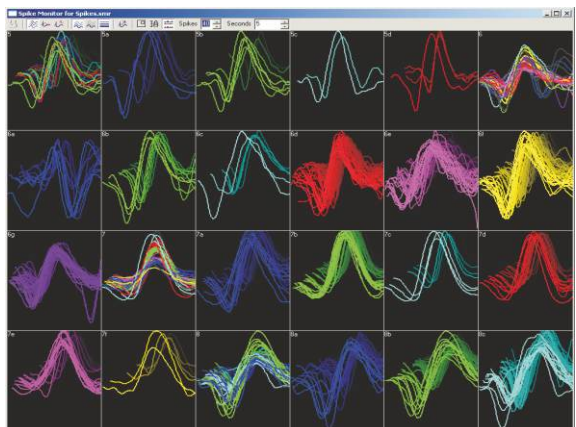 Spike Monitor for Spikes.smr
Spikes 40 Seconds 5
5 5a 5b 5c 5d 6
6a 6b 6c 6d 6e 6f
6g 7 7a 7b 7c 7d
7e 7f 8 8a 8b 8c